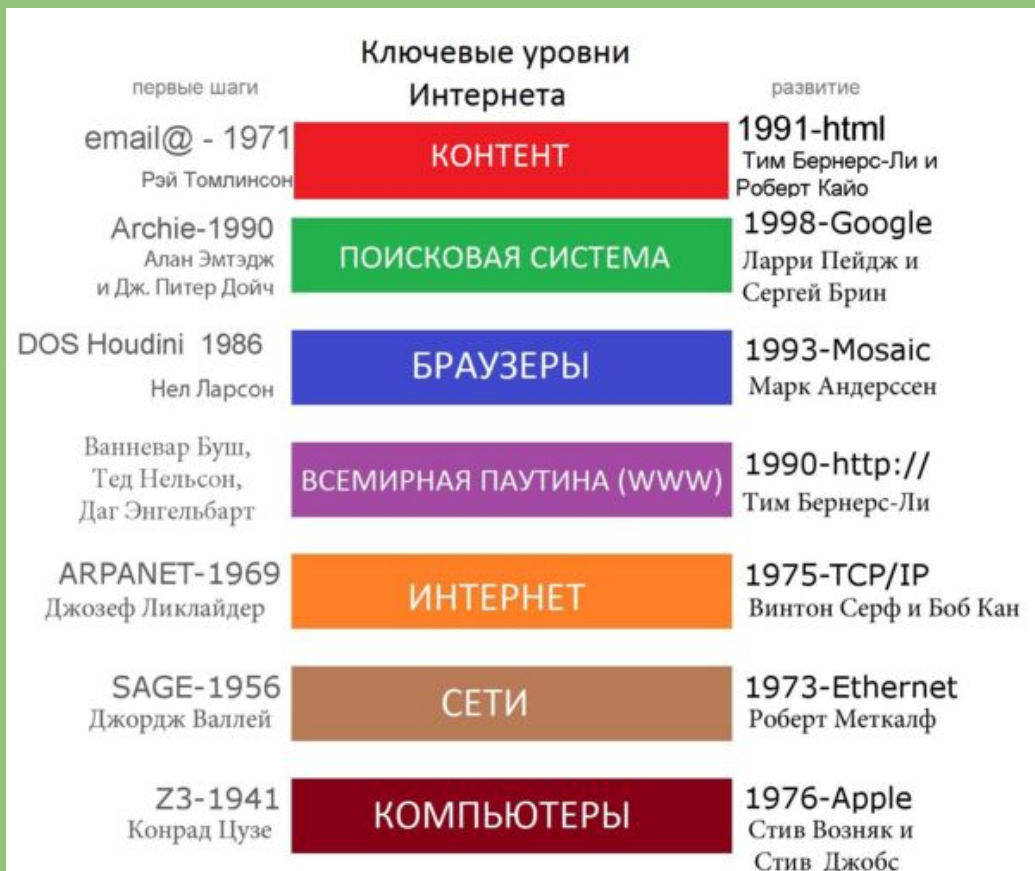 Ключевые уровни
Интернета
первые шаги
развитие
email@ - 1971
Рэй Томлинсон
КОНТЕНТ
1991-html
Тим Бернерс-Ли и
Роберт Кайо
Archie-1990
Алан Эмтэдж
и Дж. Питер Дойч
ПОИСКОВАЯ СИСТЕМА
1998-Google
Ларри Пейдж и
Сергей Брин
DOS Houdini 1986
Нел Ларсон
БРАУЗЕРЫ
1993-Mosaic
Марк Андерссен
Ванневар Буш,
Тед Нельсон,
Даг Энгельбарт
ВСЕМИРНАЯ ПАУТИНА (WWW)
1990-http://
Тим Бернерс-Ли
ARPANET-1969
Джозеф Ликлайдер
ИНТЕРНЕТ
1975-TCP/IP
Винтон Серф и Боб Кан
SAGE-1956
Джордж Валлей
СЕТИ
1973-Ethernet
Роберт Меткалф
Z3-1941
Конрад Цузе
КОМПЬЮТЕРЫ
1976-Apple
Стив Возняк и
Стив Джобс